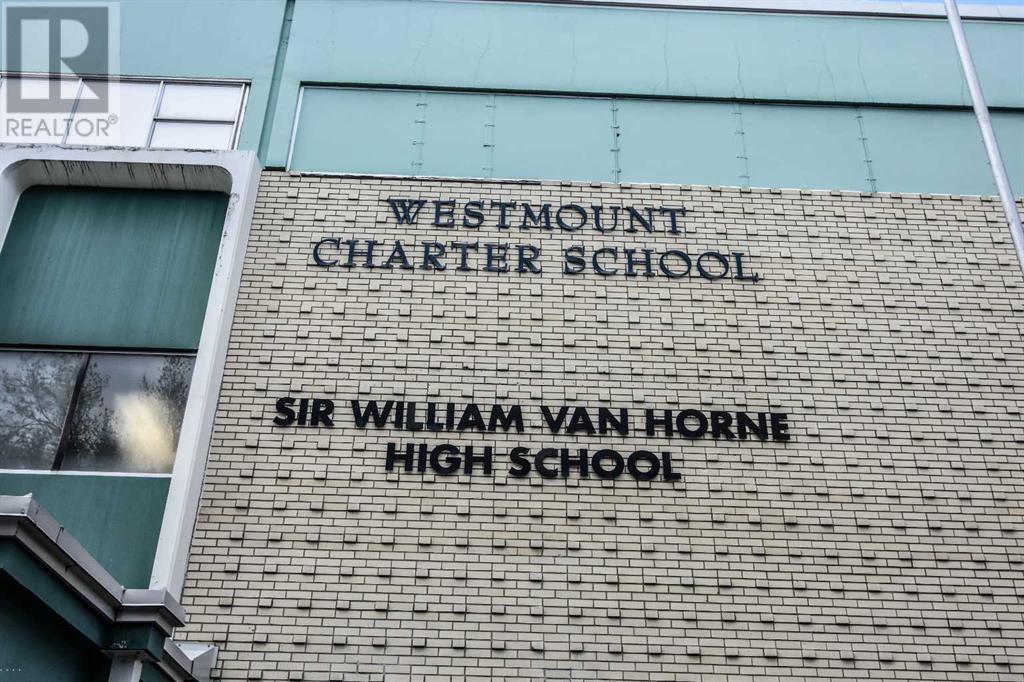 R
REALTOR®
WESTMOUNT
CHARTER SCHOOL
SIR WILLIAM VAN HORNE
HIGH SCHOOL